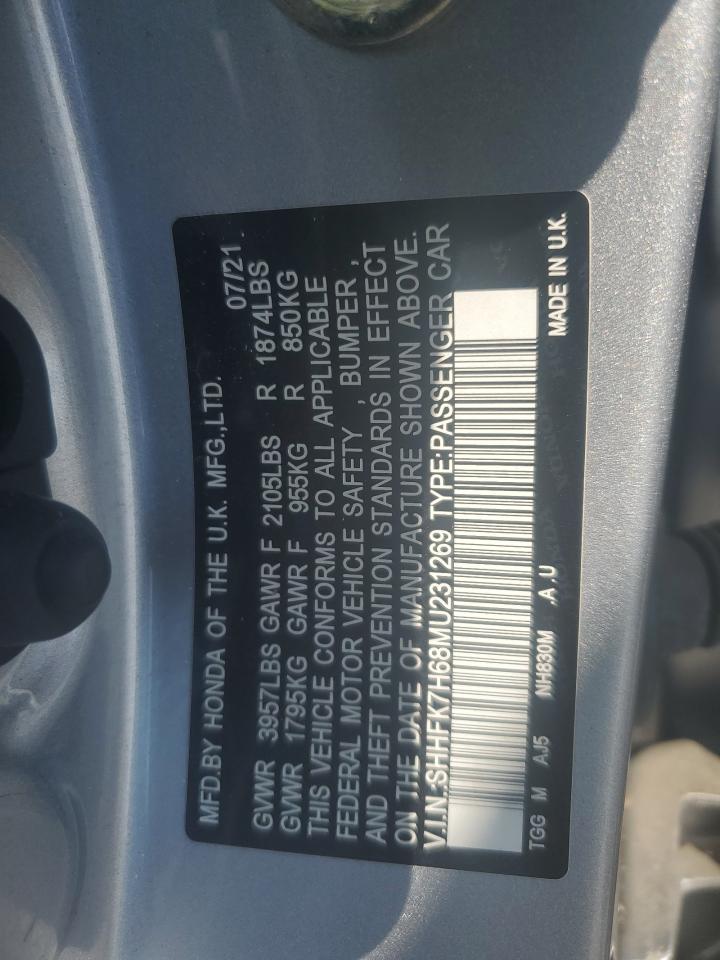 MFD.BY HONDA OF THE U.K. MFG.,LTD. 07/21
GVWR 3957LBS GAWR F 2105LBS R 1874LBS
GVWR 1795KG GAWR F 955KG R 850KG
THIS VEHICLE CONFORMS TO ALL APPLICABLE
FEDERAL MOTOR VEHICLE SAFETY , BUMPER ,
AND THEFT PREVENTION STANDARDS IN EFFECT
ON THE DATE OF MANUFACTURE SHOWN ABOVE.
V.I.N.:SHHFK7H68MU231269 TYPE:PASSENGER CAR
TGG M AJ5 NH830M .A .U MADE IN U.K.